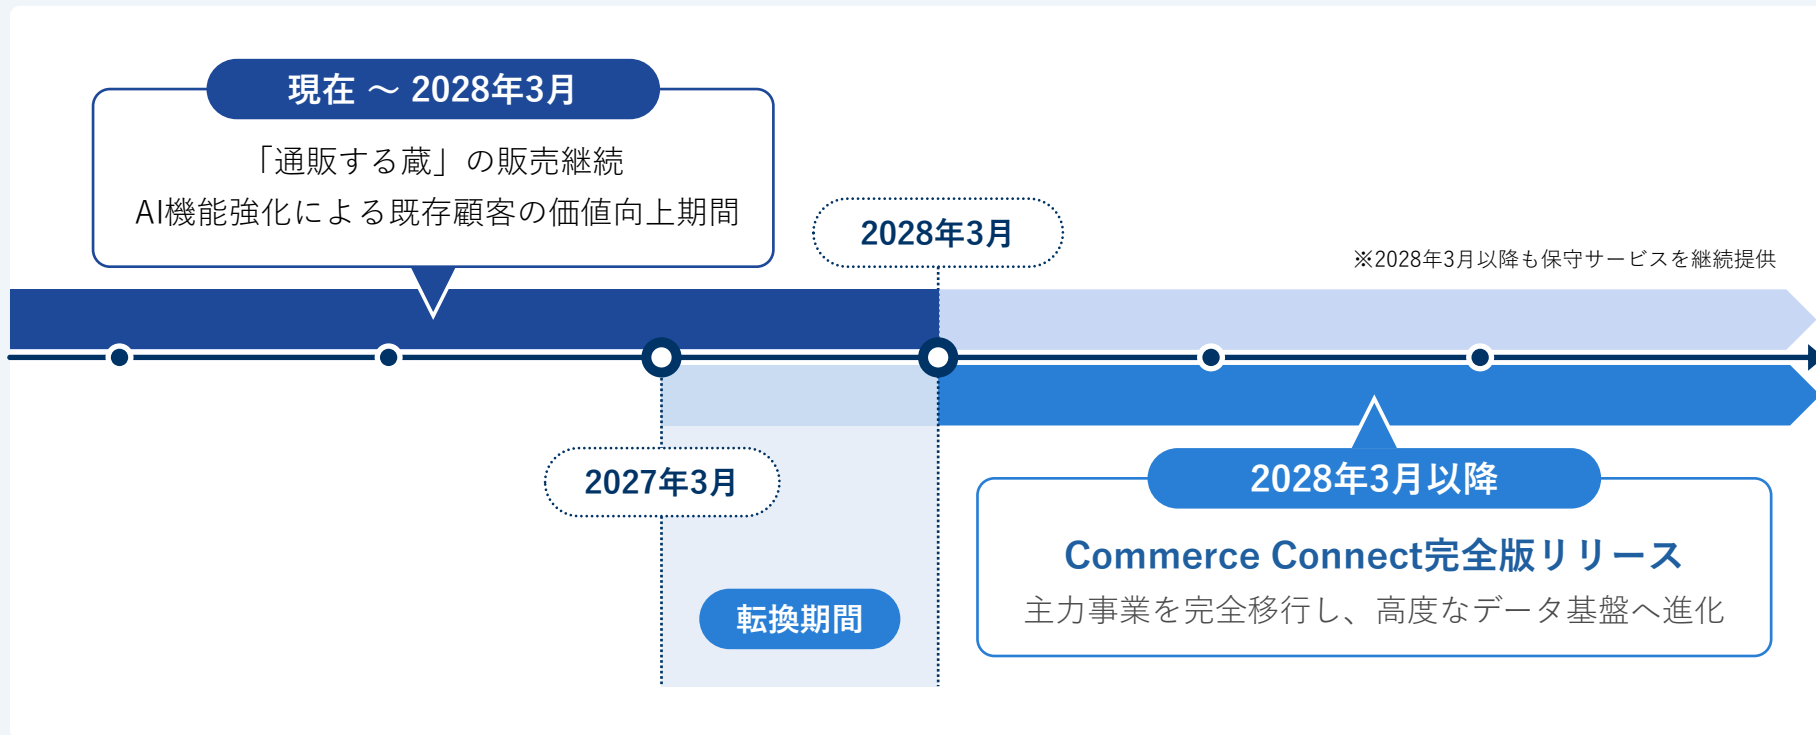 現在 ～ 2028年3月
「通販する蔵」の販売継続
AI機能強化による既存顧客の価値向上期間
2028年3月
※2028年3月以降も保守サービスを継続提供
2027年3月
転換期間
2028年3月以降
Commerce Connect完全版リリース
主力事業を完全移行し、高度なデータ基盤へ進化